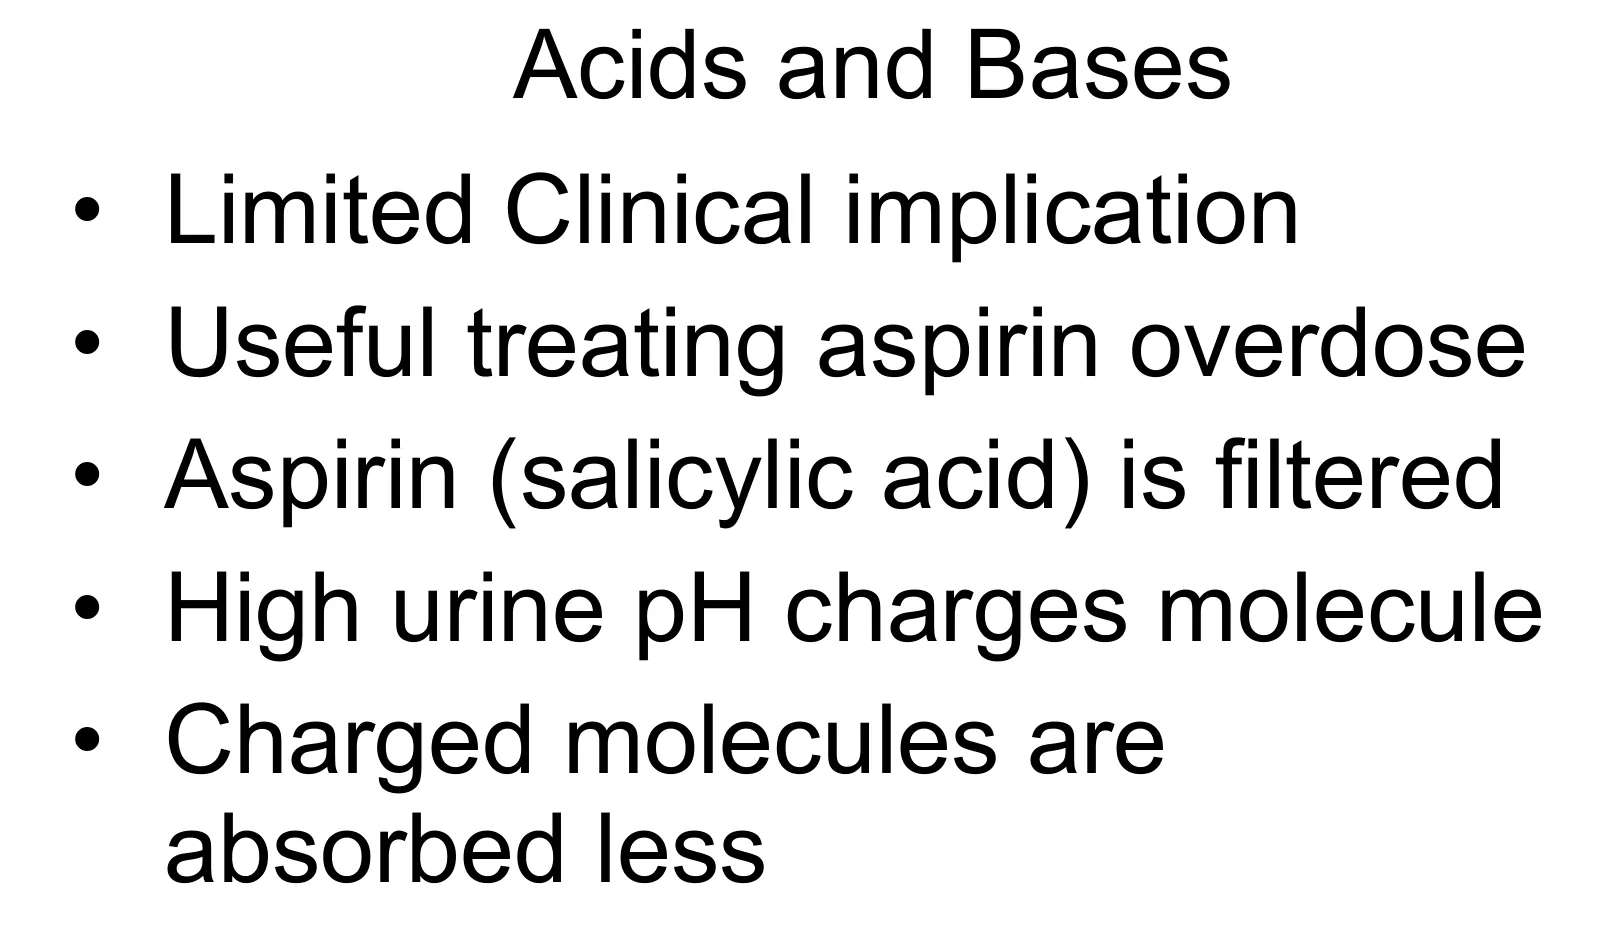 Acids and Bases
• Limited Clinical implication
• Useful treating aspirin overdose
• Aspirin (salicylic acid) is filtered
• High urine pH charges molecule
• Charged molecules are
absorbed less